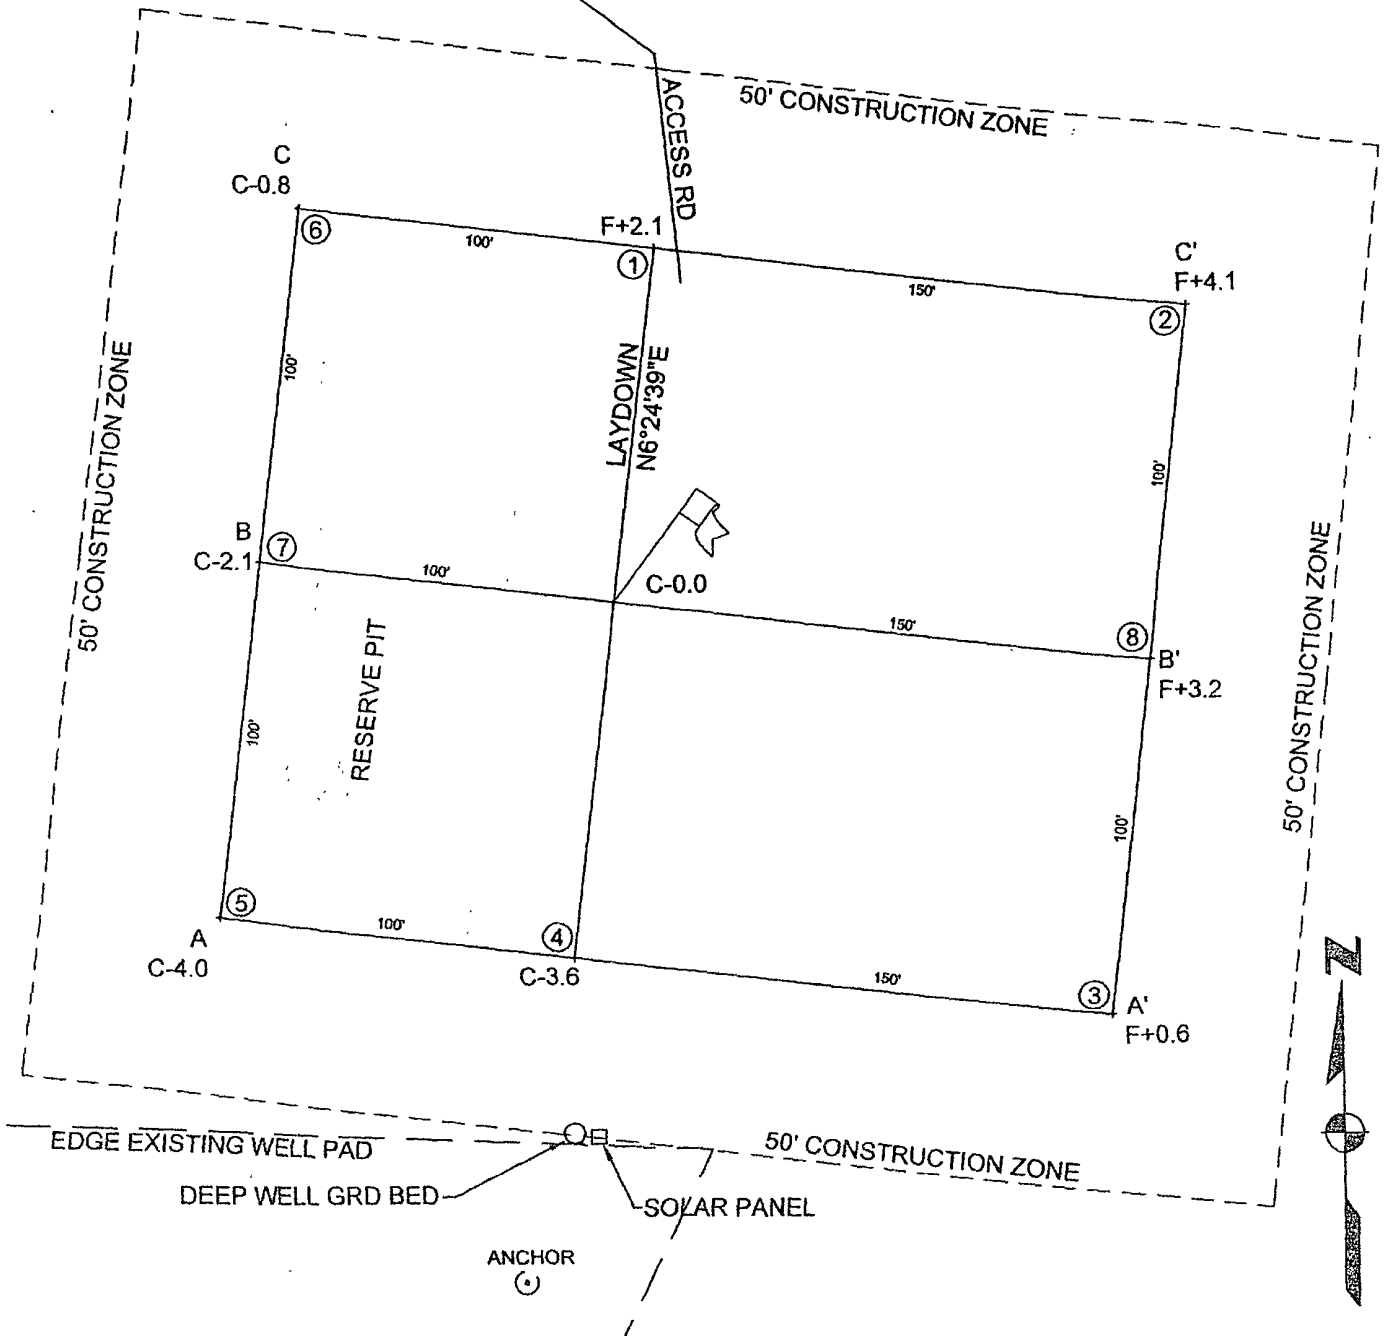 50' CONSTRUCTION ZONE
ACCESS RD
C
C-0.8
⑥
100'
F+2.1
①
150'
C'
F+4.1
②
100'
LAYDOWN
N6°24'39"E
100'
50' CONSTRUCTION ZONE
B
C-2.1
⑦
100'
C-0.0
150'
⑧
B'
F+3.2
50' CONSTRUCTION ZONE
RESERVE PIT
100'
100'
⑤
A
C-4.0
100'
④
C-3.6
150'
③
A'
F+0.6
N
EDGE EXISTING WELL PAD
50' CONSTRUCTION ZONE
DEEP WELL GRD BED
SOLAR PANEL
ANCHOR